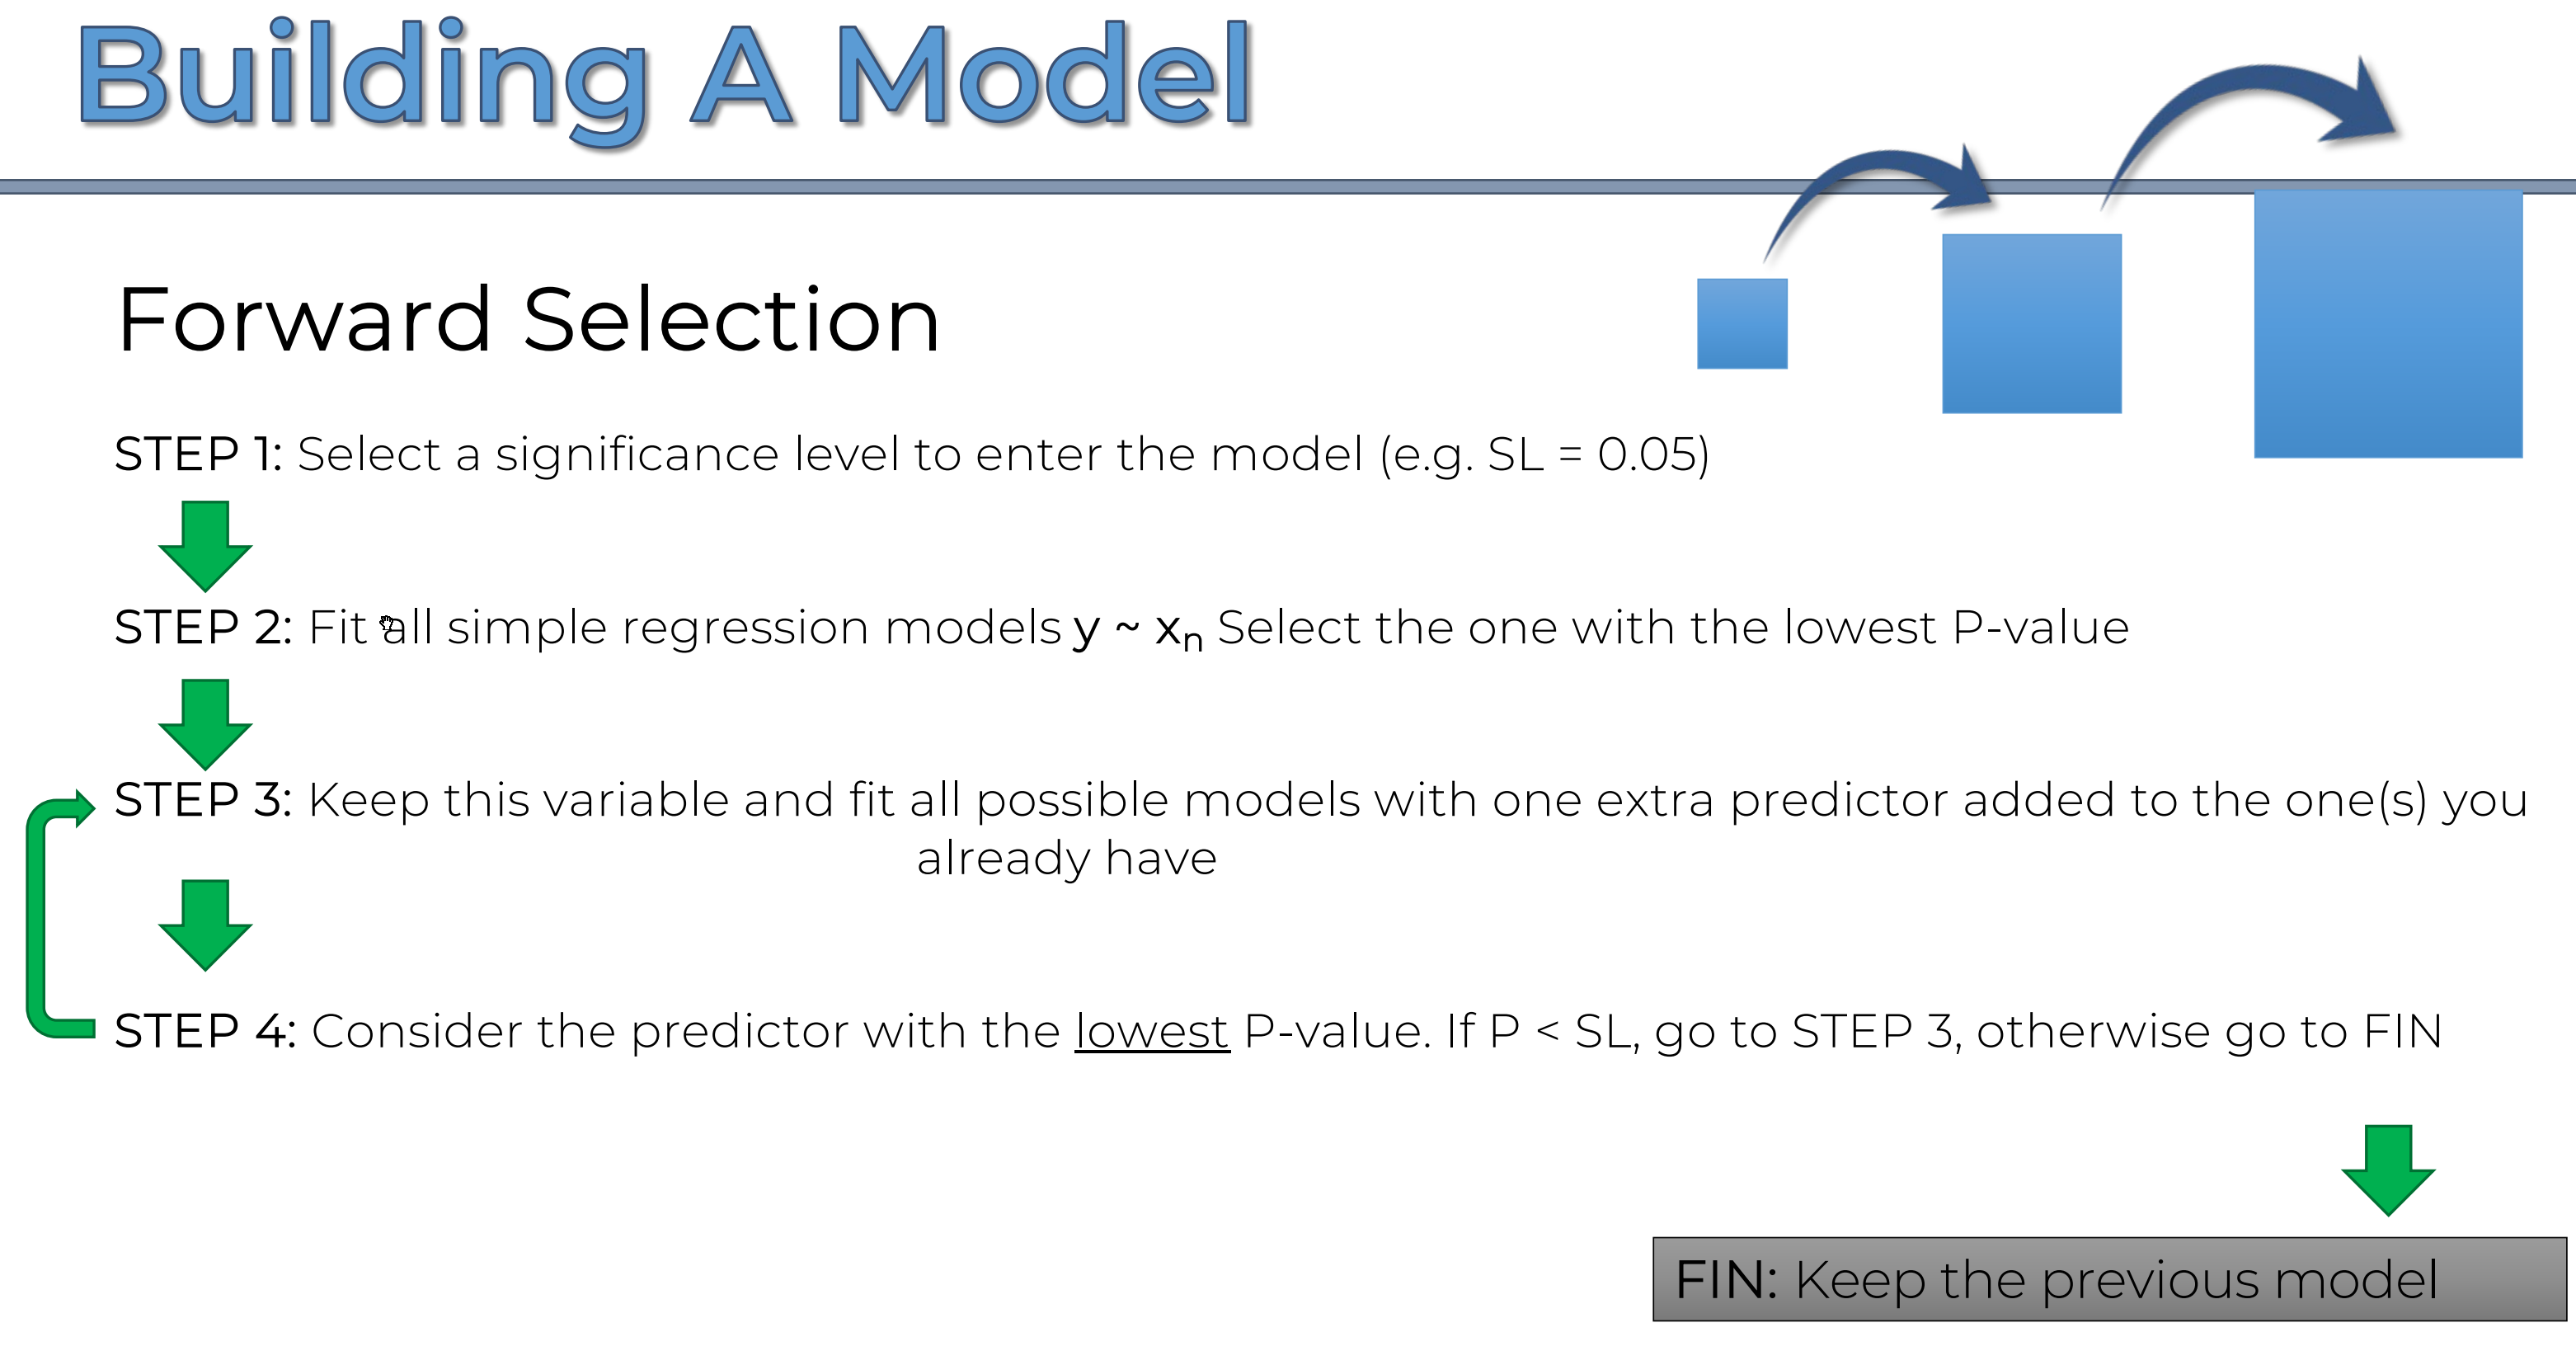 Building A Model
Forward Selection
STEP 1: Select a significance level to enter the model (e.g. SL = 0.05)
STEP 2: Fit all simple regression models y ~ xₙ Select the one with the lowest P-value
STEP 3: Keep this variable and fit all possible models with one extra predictor added to the one(s) you
already have
STEP 4: Consider the predictor with the lowest P-value. If P < SL, go to STEP 3, otherwise go to FIN
FIN: Keep the previous model